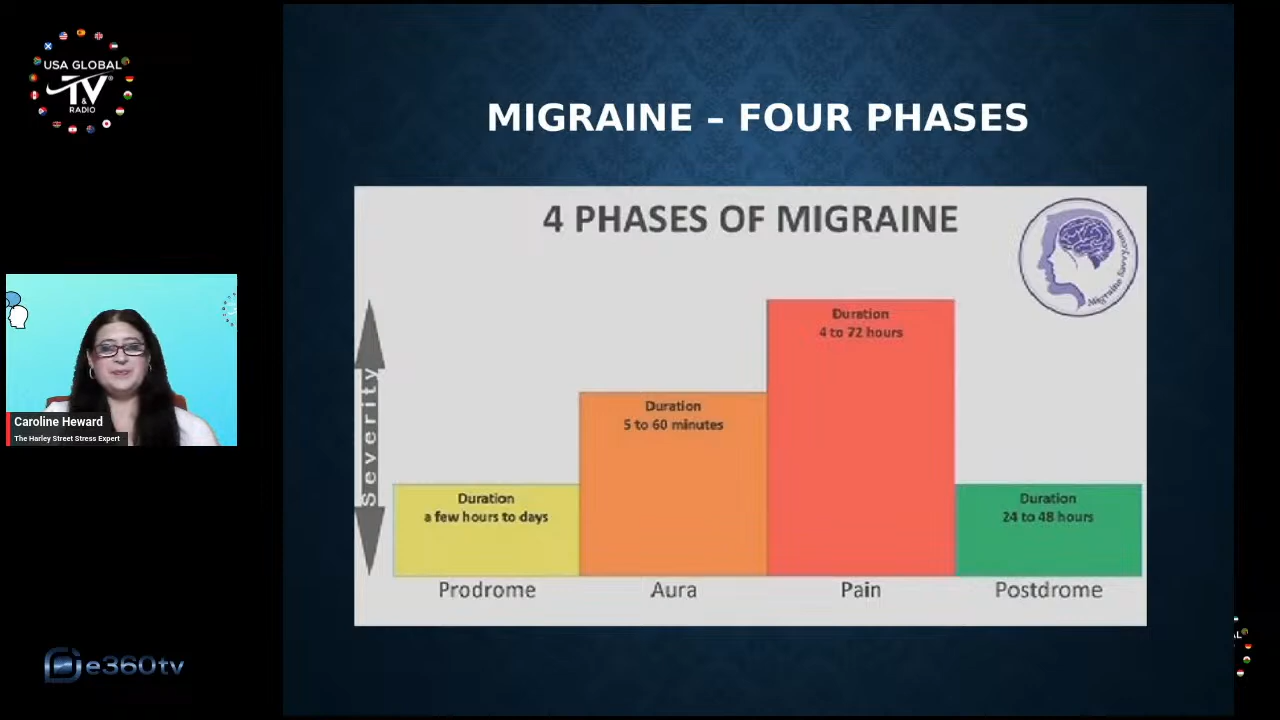 USA GLOBAL
TV
&
RADIO
MIGRAINE – FOUR PHASES
4 PHASES OF MIGRAINE
MigraineSavvy.com
Severity
Duration
4 to 72 hours
Duration
5 to 60 minutes
Duration
a few hours to days
Duration
24 to 48 hours
Prodrome
Aura
Pain
Postdrome
Caroline Heward
The Harley Street Stress Expert
e360tv